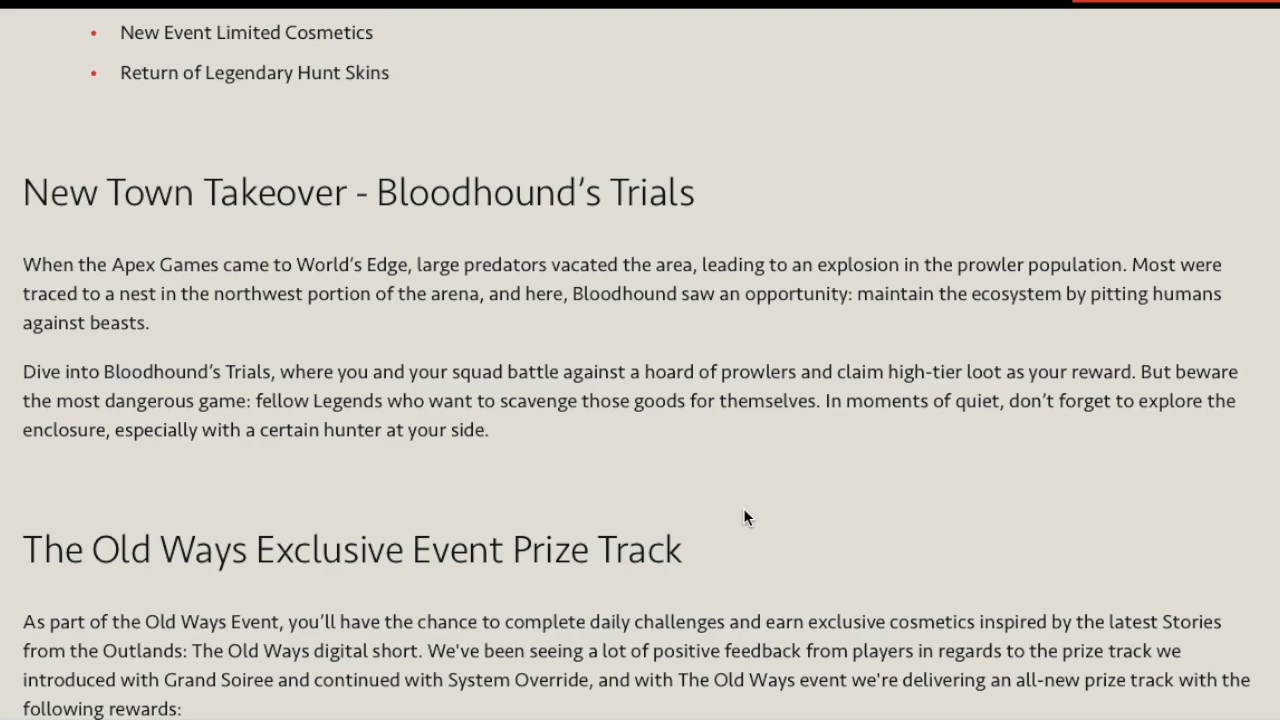 • New Event Limited Cosmetics
• Return of Legendary Hunt Skins
New Town Takeover - Bloodhound’s Trials
When the Apex Games came to World’s Edge, large predators vacated the area, leading to an explosion in the prowler population. Most were
traced to a nest in the northwest portion of the arena, and here, Bloodhound saw an opportunity: maintain the ecosystem by pitting humans
against beasts.
Dive into Bloodhound’s Trials, where you and your squad battle against a hoard of prowlers and claim high-tier loot as your reward. But beware
the most dangerous game: fellow Legends who want to scavenge those goods for themselves. In moments of quiet, don’t forget to explore the
enclosure, especially with a certain hunter at your side.
The Old Ways Exclusive Event Prize Track
As part of the Old Ways Event, you’ll have the chance to complete daily challenges and earn exclusive cosmetics inspired by the latest Stories
from the Outlands: The Old Ways digital short. We've been seeing a lot of positive feedback from players in regards to the prize track we
introduced with Grand Soiree and continued with System Override, and with The Old Ways event we're delivering an all-new prize track with the
following rewards: